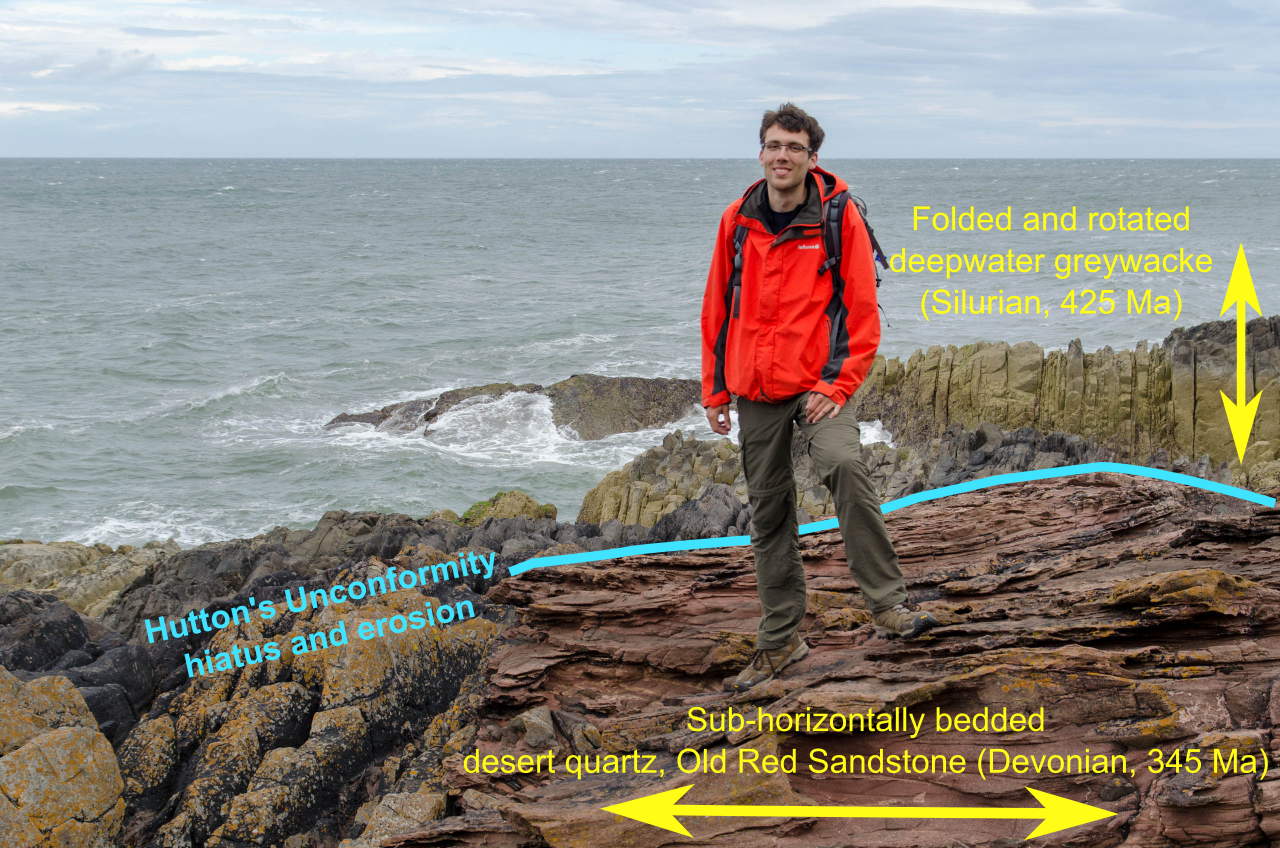 Folded and rotated
deepwater greywacke
(Silurian, 425 Ma)
Hutton's Unconformity
hiatus and erosion
Sub-horizontally bedded
desert quartz, Old Red Sandstone (Devonian, 345 Ma)